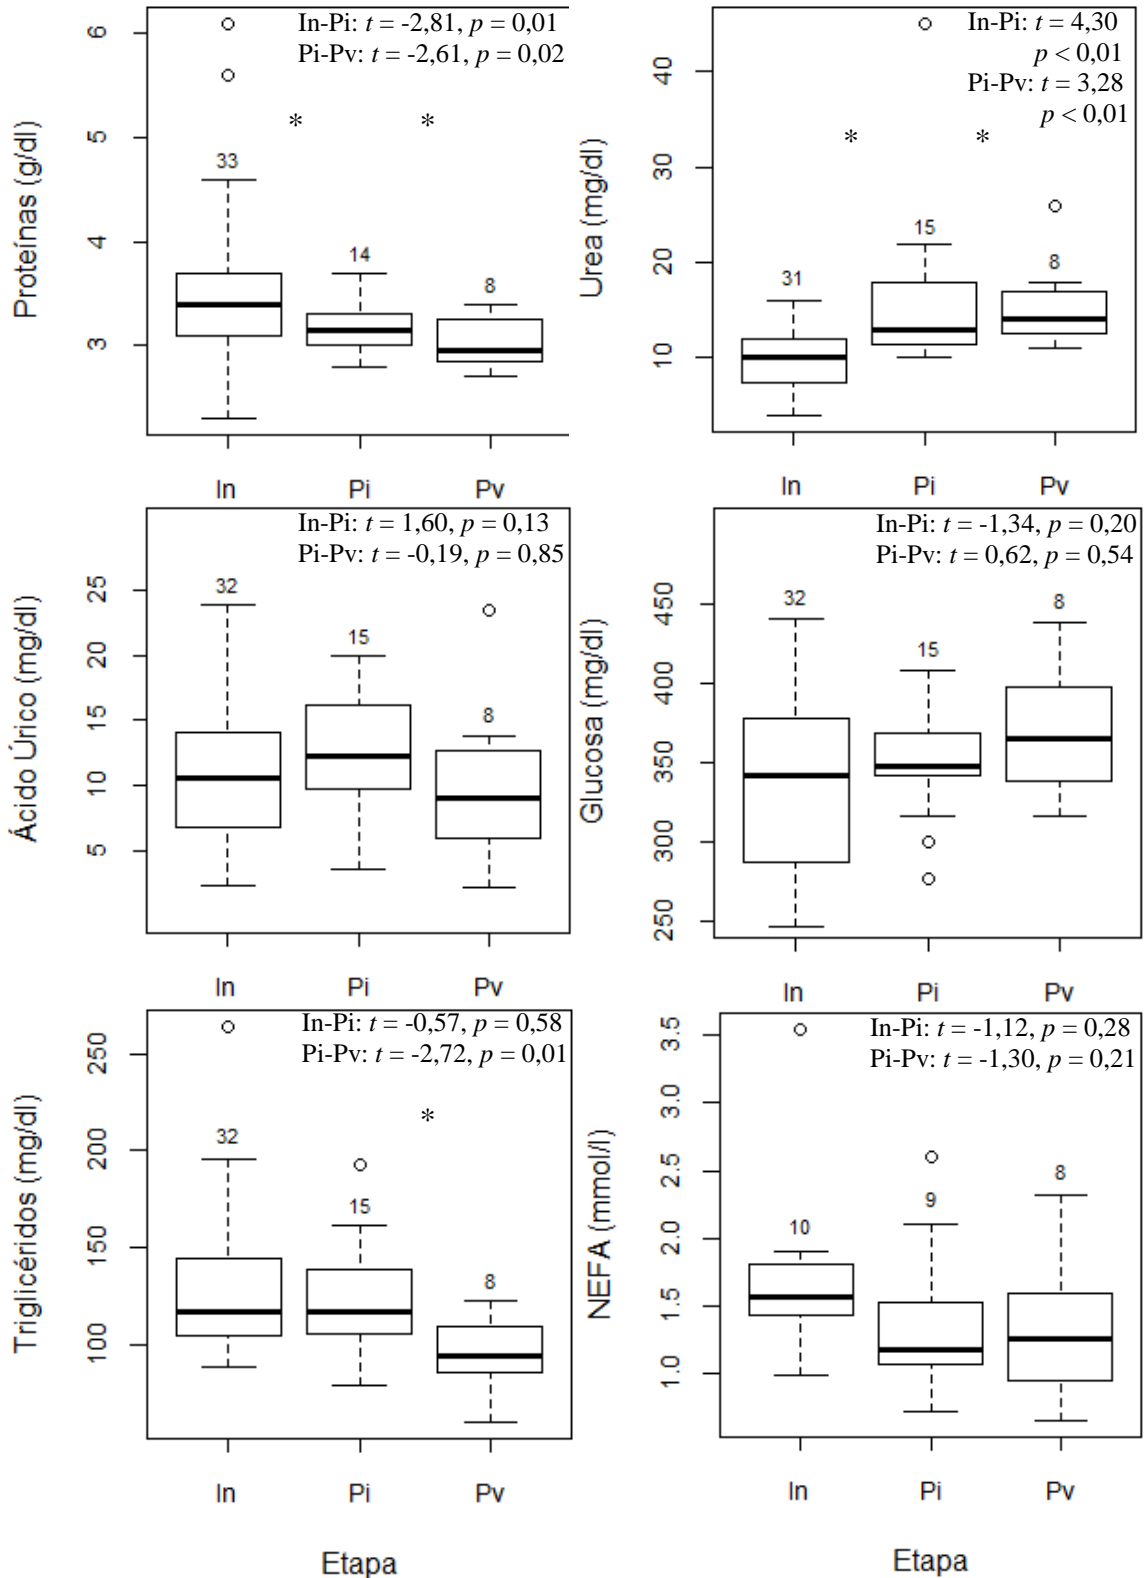 Proteínas (g/dl)
6
5
4
3
In-Pi: t = -2,81, p = 0,01
Pi-Pv: t = -2,61, p = 0,02
*
*
33
14
8
In
Pi
Pv
Urea (mg/dl)
40
30
20
10
In-Pi: t = 4,30
p < 0,01
Pi-Pv: t = 3,28
p < 0,01
*
*
31
15
8
In
Pi
Pv
Ácido Úrico (mg/dl)
25
20
15
10
5
In-Pi: t = 1,60, p = 0,13
Pi-Pv: t = -0,19, p = 0,85
32
15
8
In
Pi
Pv
Glucosa (mg/dl)
450
400
350
300
250
In-Pi: t = -1,34, p = 0,20
Pi-Pv: t = 0,62, p = 0,54
32
15
8
In
Pi
Pv
Triglicéridos (mg/dl)
250
200
150
100
In-Pi: t = -0,57, p = 0,58
Pi-Pv: t = -2,72, p = 0,01
*
32
15
8
In
Pi
Pv
Etapa
NEFA (mmol/l)
3.5
3.0
2.5
2.0
1.5
1.0
In-Pi: t = -1,12, p = 0,28
Pi-Pv: t = -1,30, p = 0,21
10
9
8
In
Pi
Pv
Etapa